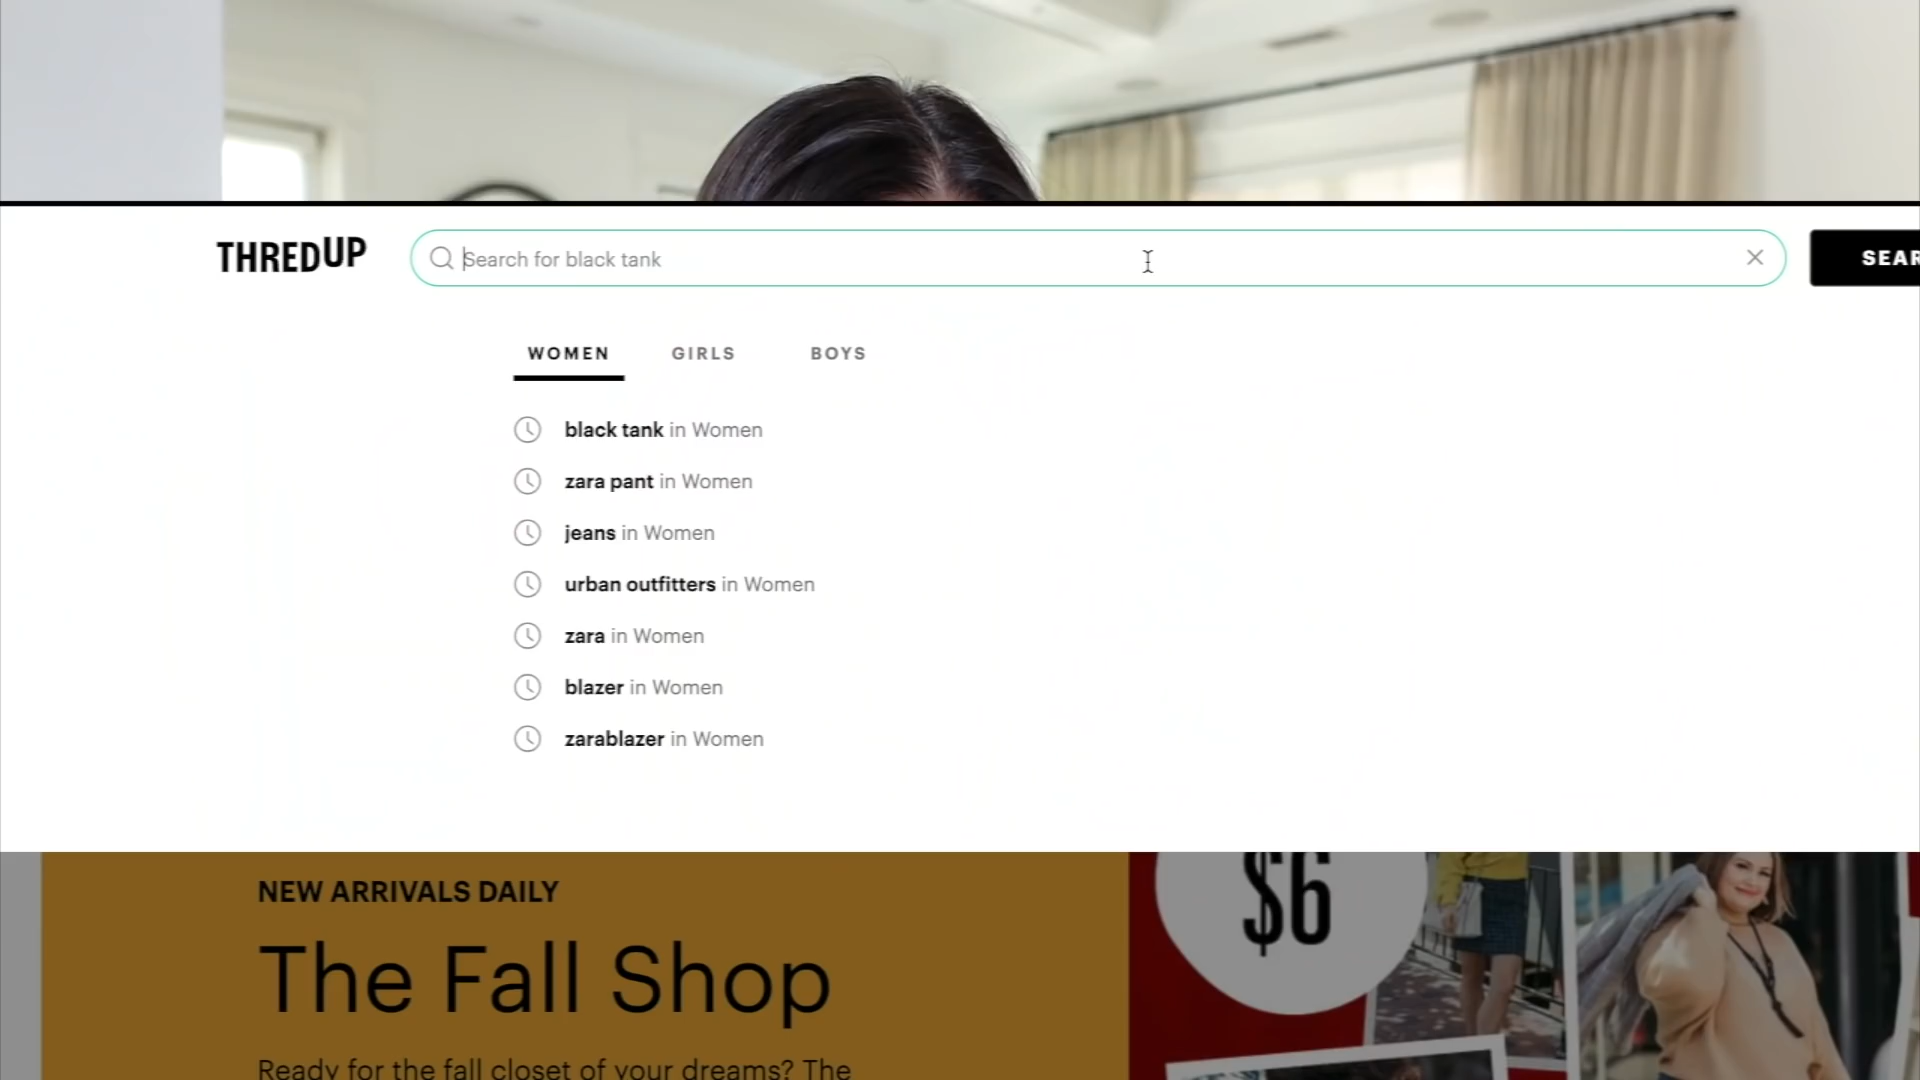 THREDUP
Search for black tank
SEAR
WOMEN GIRLS BOYS
black tank in Women
zara pant in Women
jeans in Women
urban outfitters in Women
zara in Women
blazer in Women
zarablazer in Women
NEW ARRIVALS DAILY
$6
The Fall Shop
Ready for the fall closet of your dreams? The